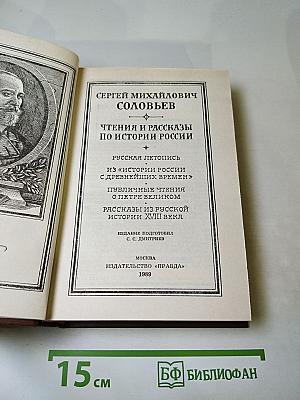 СЕРГЕЙ МИХАЙЛОВИЧ
СОЛОВЬЕВ
ЧТЕНИЯ И РАССКАЗЫ
ПО ИСТОРИИ РОССИИ
РУССКАЯ ЛЕТОПИСЬ
ИЗ «ИСТОРИИ РОССИИ
С ДРЕВНЕЙШИХ ВРЕМЕН»
ПУБЛИЧНЫЕ ЧТЕНИЯ
О ПЕТРЕ ВЕЛИКОМ
РАССКАЗЫ ИЗ РУССКОЙ
ИСТОРИИ XVIII ВЕКА
ИЗДАНИЕ ПОДГОТОВИЛ
С. С. ДМИТРИЕВ
МОСКВА
ИЗДАТЕЛЬСТВО «ПРАВДА»
1989
15 см
БФ БИБЛИОФАН